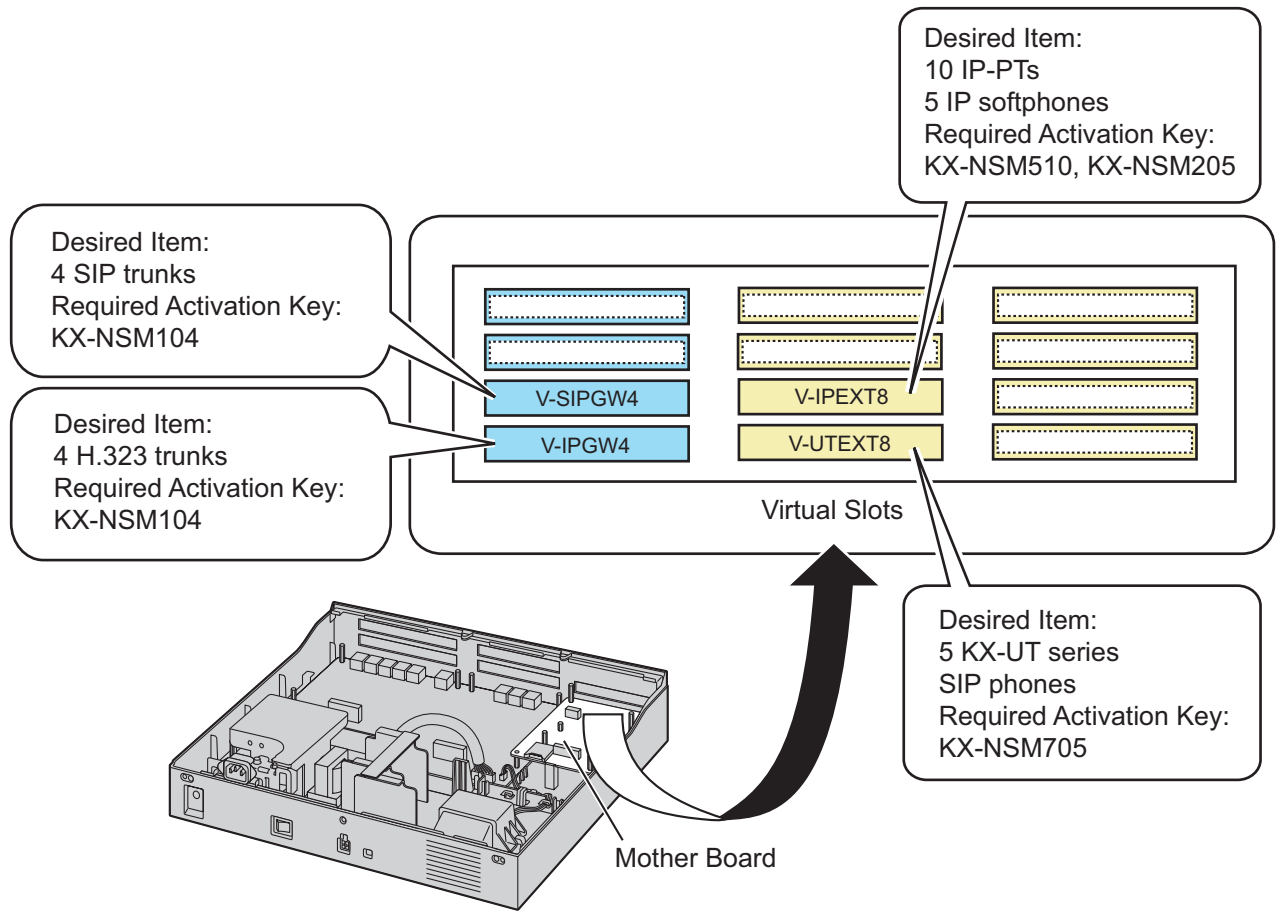 Desired Item:
10 IP-PTs
5 IP softphones
Required Activation Key:
KX-NSM510, KX-NSM205
Desired Item:
4 SIP trunks
Required Activation Key:
KX-NSM104
Desired Item:
4 H.323 trunks
Required Activation Key:
KX-NSM104
V-SIPGW4
V-IPEXT8
V-IPGW4
V-UTEXT8
Virtual Slots
Desired Item:
5 KX-UT series
SIP phones
Required Activation Key:
KX-NSM705
Mother Board